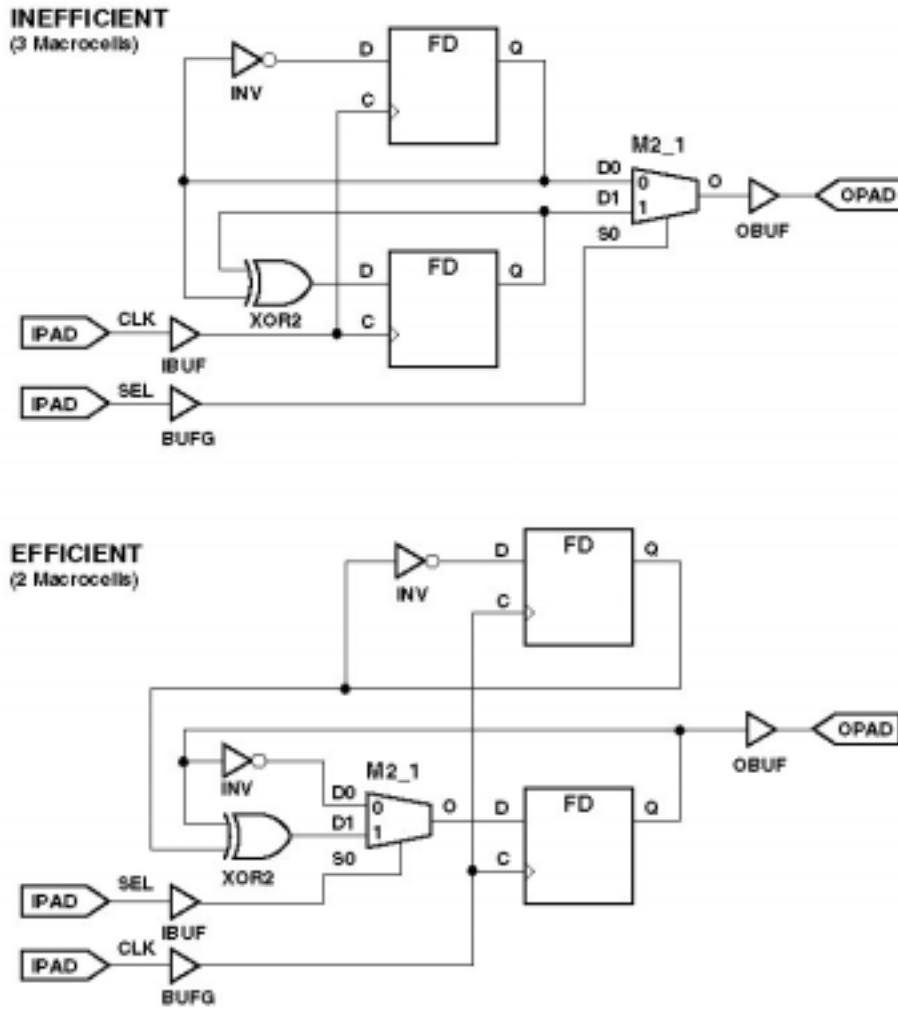 INEFFICIENT
(3 Macrocells)
INV
D
FD
Q
C
M2_1
D0
0
O
OPAD
D1
1
OBUF
S0
D
FD
Q
XOR2
C
IPAD
CLK
IBUF
IPAD
SEL
BUFG
EFFICIENT
(2 Macrocells)
INV
D
FD
Q
C
OPAD
OBUF
INV
M2_1
D0
0
O
D
FD
Q
D1
1
XOR2
S0
C
IPAD
SEL
IBUF
IPAD
CLK
BUFG